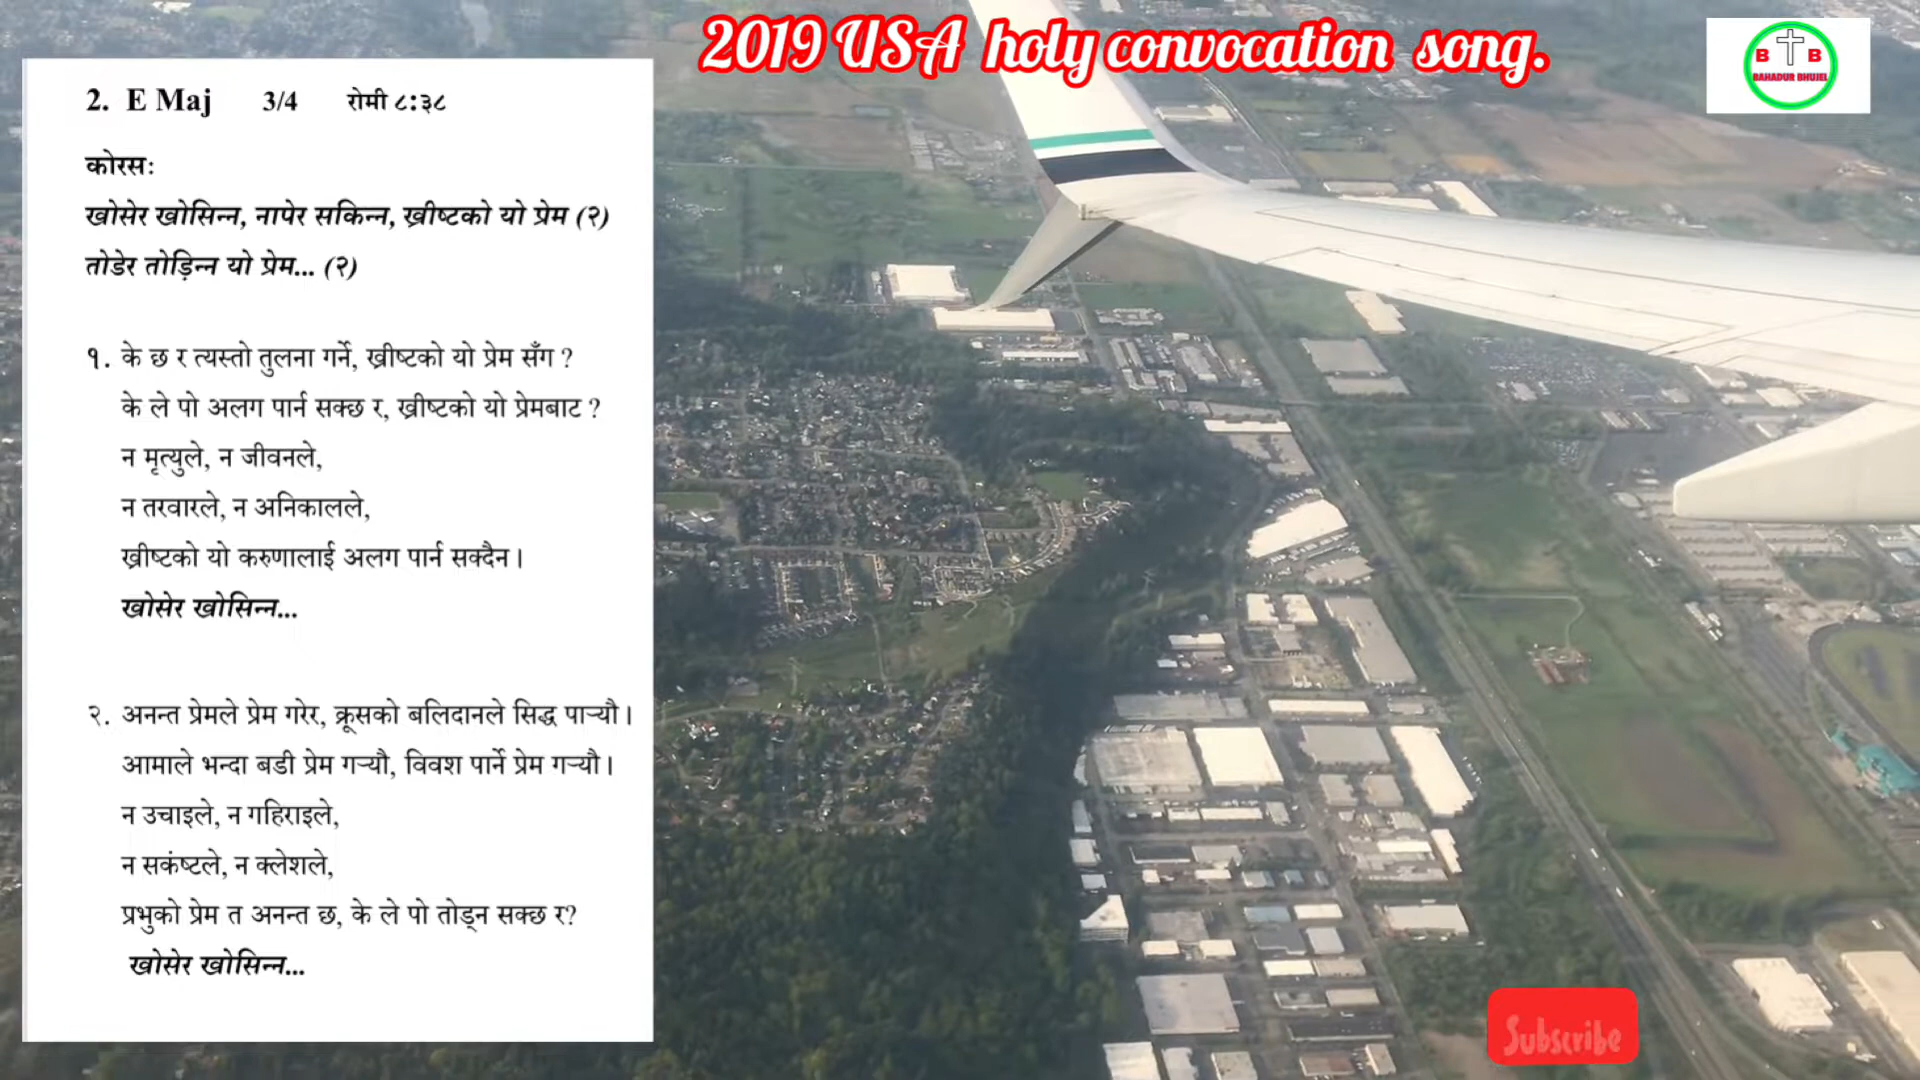 2019 USA holy convocation song.
B B
BAHADUR BHUJEL
2. E Maj 3/4 रोमी ८:३८
कोरसः
खोसेर खोसिन्न, नापेर सकिन्न, ख्रीष्टको यो प्रेम (२)
तोडेर तोड़िन्न यो प्रेम... (२)
१. के छ र त्यस्तो तुलना गर्ने, ख्रीष्टको यो प्रेम सँग ?
के ले पो अलग पार्न सक्छ र, ख्रीष्टको यो प्रेमबाट ?
न मृत्युले, न जीवनले,
न तरवारले, न अनिकालले,
ख्रीष्टको यो करुणालाई अलग पार्न सक्दैन।
खोसेर खोसिन्न...
२. अनन्त प्रेमले प्रेम गरेर, क्रूसको बलिदानले सिद्ध पाऱ्यौ।
आमाले भन्दा बडी प्रेम गऱ्यौ, विवश पार्ने प्रेम गऱ्यौ।
न उचाइले, न गहिराइले,
न सकंष्टले, न क्लेशले,
प्रभुको प्रेम त अनन्त छ, के ले पो तोड्न सक्छ र?
खोसेर खोसिन्न...
Subscribe